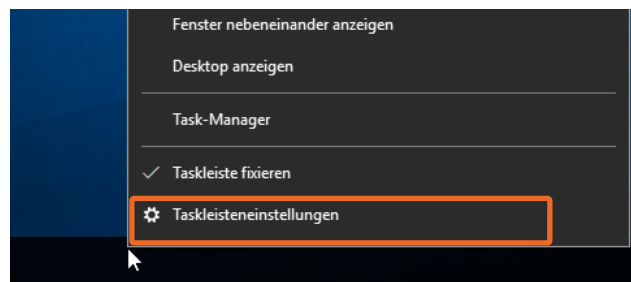 Fenster nebeneinander anzeigen
Desktop anzeigen
Task-Manager
Taskleiste fixieren
Taskleisteneinstellungen